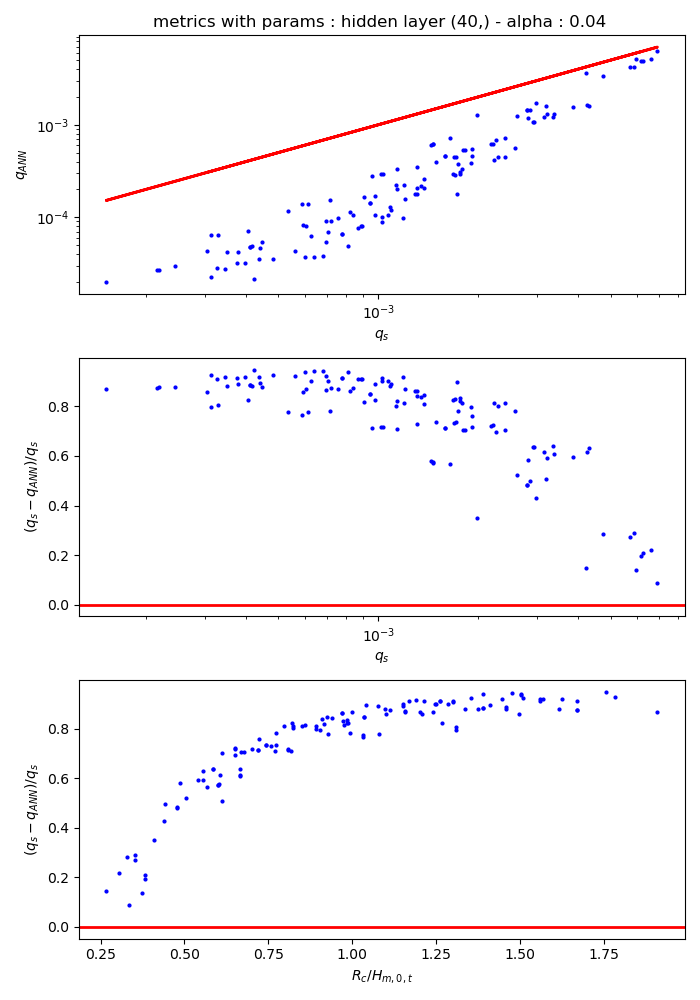 metrics with params : hidden layer (40,) - alpha : 0.04
q_ANN
10⁻³
10⁻⁴
10⁻³
q_s
(q_s − q_ANN)/q_s
0.8
0.6
0.4
0.2
0.0
10⁻³
q_s
(q_s − q_ANN)/q_s
0.8
0.6
0.4
0.2
0.0
0.25 0.50 0.75 1.00 1.25 1.50 1.75
R_c/H_m,0,t